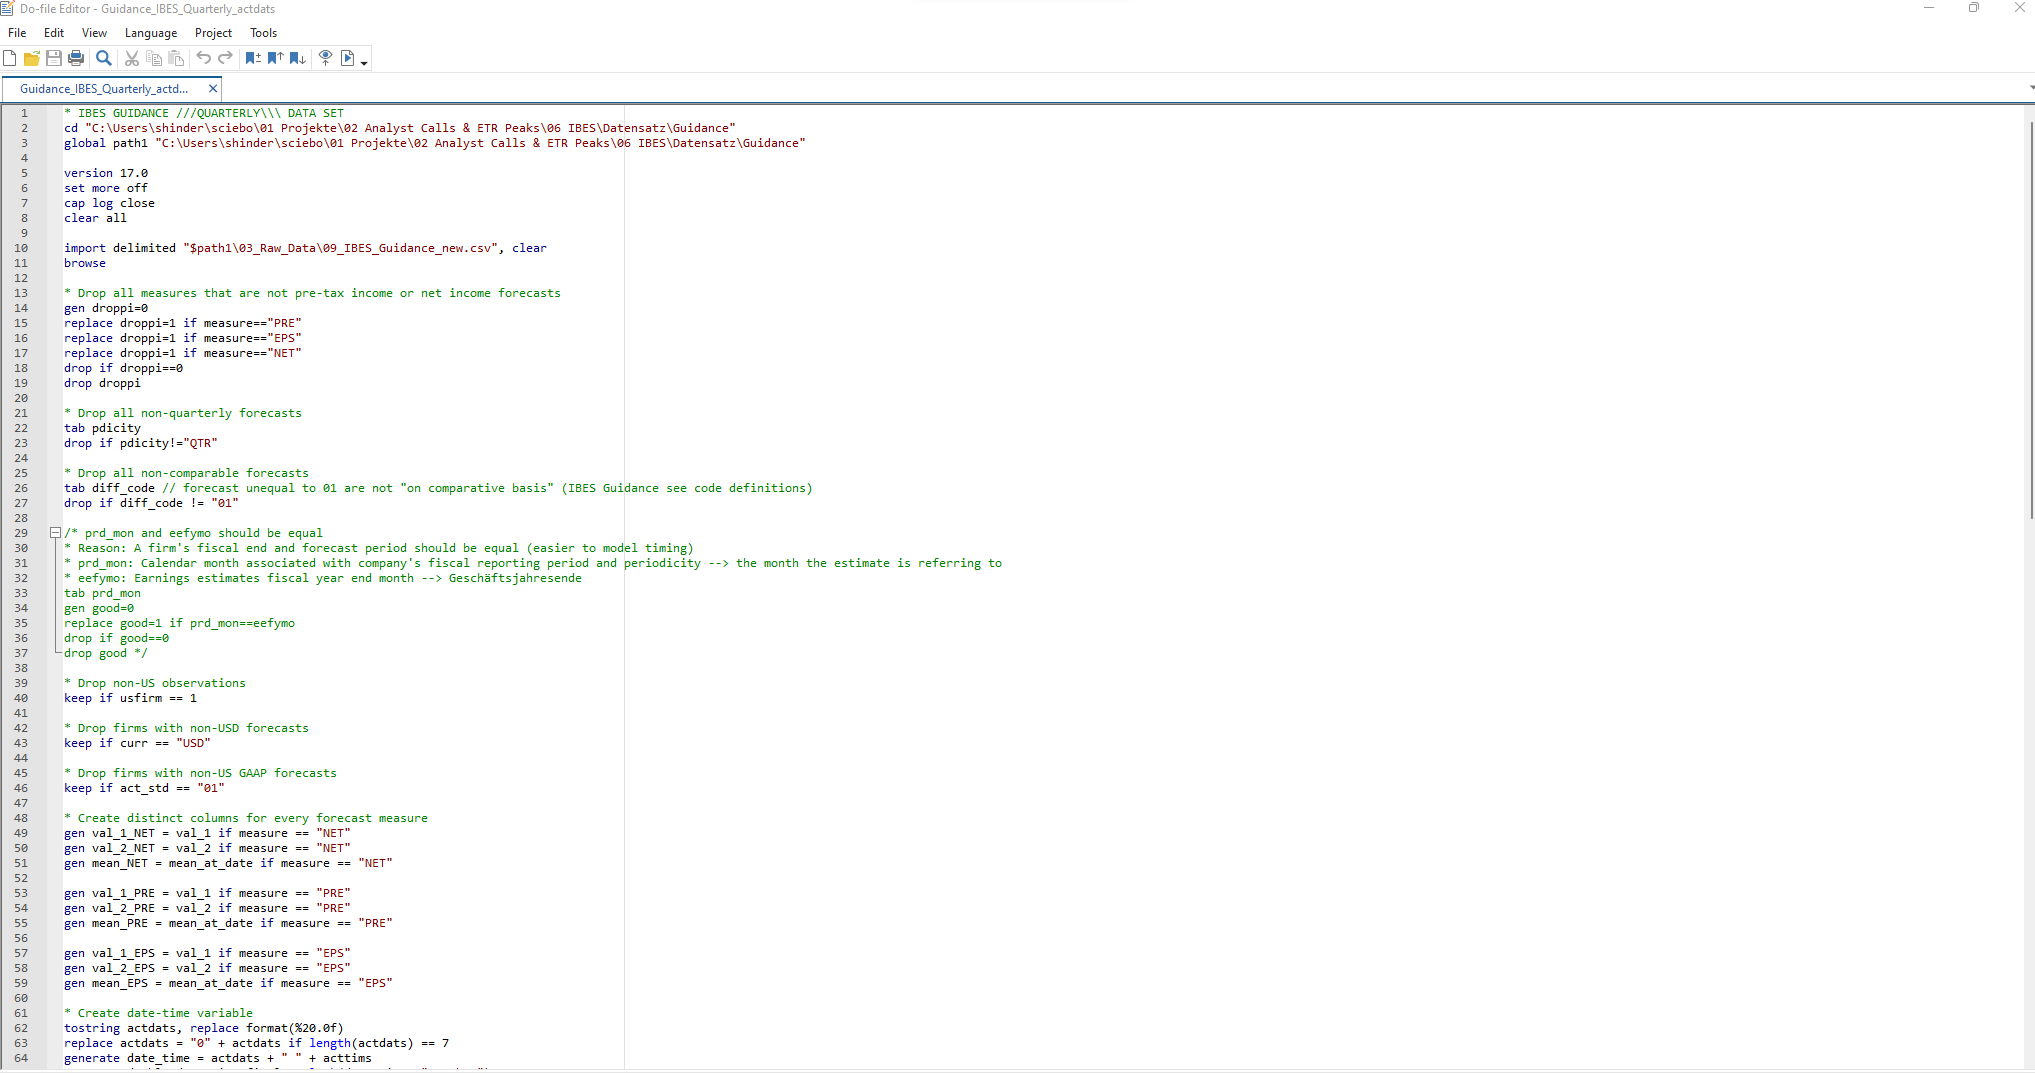 Do-file Editor - Guidance_IBES_Quarterly_actdats
File Edit View Language Project Tools
Guidance_IBES_Quarterly_actd...
1 * IBES GUIDANCE ///QUARTERLY\\\ DATA SET
2 cd "C:\Users\shinder\sciebo\01 Projekte\02 Analyst Calls & ETR Peaks\06 IBES\Datensatz\Guidance"
3 global path1 "C:\Users\shinder\sciebo\01 Projekte\02 Analyst Calls & ETR Peaks\06 IBES\Datensatz\Guidance"
4
5 version 17.0
6 set more off
7 cap log close
8 clear all
9
10 import delimited "$path1\03_Raw_Data\09_IBES_Guidance_new.csv", clear
11 browse
12
13 * Drop all measures that are not pre-tax income or net income forecasts
14 gen droppi=0
15 replace droppi=1 if measure=="PRE"
16 replace droppi=1 if measure=="EPS"
17 replace droppi=1 if measure=="NET"
18 drop if droppi==0
19 drop droppi
20
21 * Drop all non-quarterly forecasts
22 tab pdicity
23 drop if pdicity!="QTR"
24
25 * Drop all non-comparable forecasts
26 tab diff_code // forecast unequal to 01 are not "on comparative basis" (IBES Guidance see code definitions)
27 drop if diff_code != "01"
28
29 /* prd_mon and eefymo should be equal
30 * Reason: A firm's fiscal end and forecast period should be equal (easier to model timing)
31 * prd_mon: Calendar month associated with company's fiscal reporting period and periodicity --> the month the estimate is referring to
32 * eefymo: Earnings estimates fiscal year end month --> Geschäftsjahresende
33 tab prd_mon
34 gen good=0
35 replace good=1 if prd_mon==eefymo
36 drop if good==0
37 drop good */
38
39 * Drop non-US observations
40 keep if usfirm == 1
41
42 * Drop firms with non-USD forecasts
43 keep if curr == "USD"
44
45 * Drop firms with non-US GAAP forecasts
46 keep if act_std == "01"
47
48 * Create distinct columns for every forecast measure
49 gen val_1_NET = val_1 if measure == "NET"
50 gen val_2_NET = val_2 if measure == "NET"
51 gen mean_NET = mean_at_date if measure == "NET"
52
53 gen val_1_PRE = val_1 if measure == "PRE"
54 gen val_2_PRE = val_2 if measure == "PRE"
55 gen mean_PRE = mean_at_date if measure == "PRE"
56
57 gen val_1_EPS = val_1 if measure == "EPS"
58 gen val_2_EPS = val_2 if measure == "EPS"
59 gen mean_EPS = mean_at_date if measure == "EPS"
60
61 * Create date-time variable
62 tostring actdats, replace format(%20.0f)
63 replace actdats = "0" + actdats if length(actdats) == 7
64 generate date_time = actdats + " " + acttims